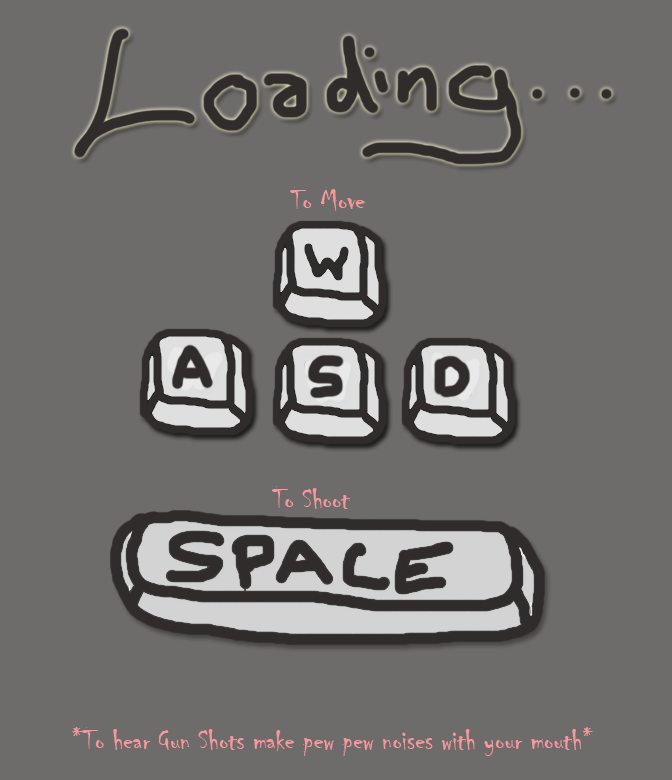 Loading...
To Move
W
A S D
To Shoot
SPACE
*To hear Gun Shots make pew pew noises with your mouth*